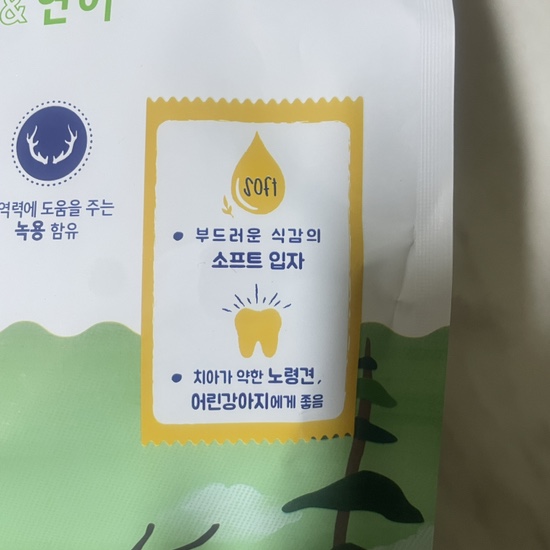 & 연어
역력에 도움을 주는
녹용 함유
soft
• 부드러운 식감의
소프트 입자
• 치아가 약한 노령견,
어린강아지에게 좋음